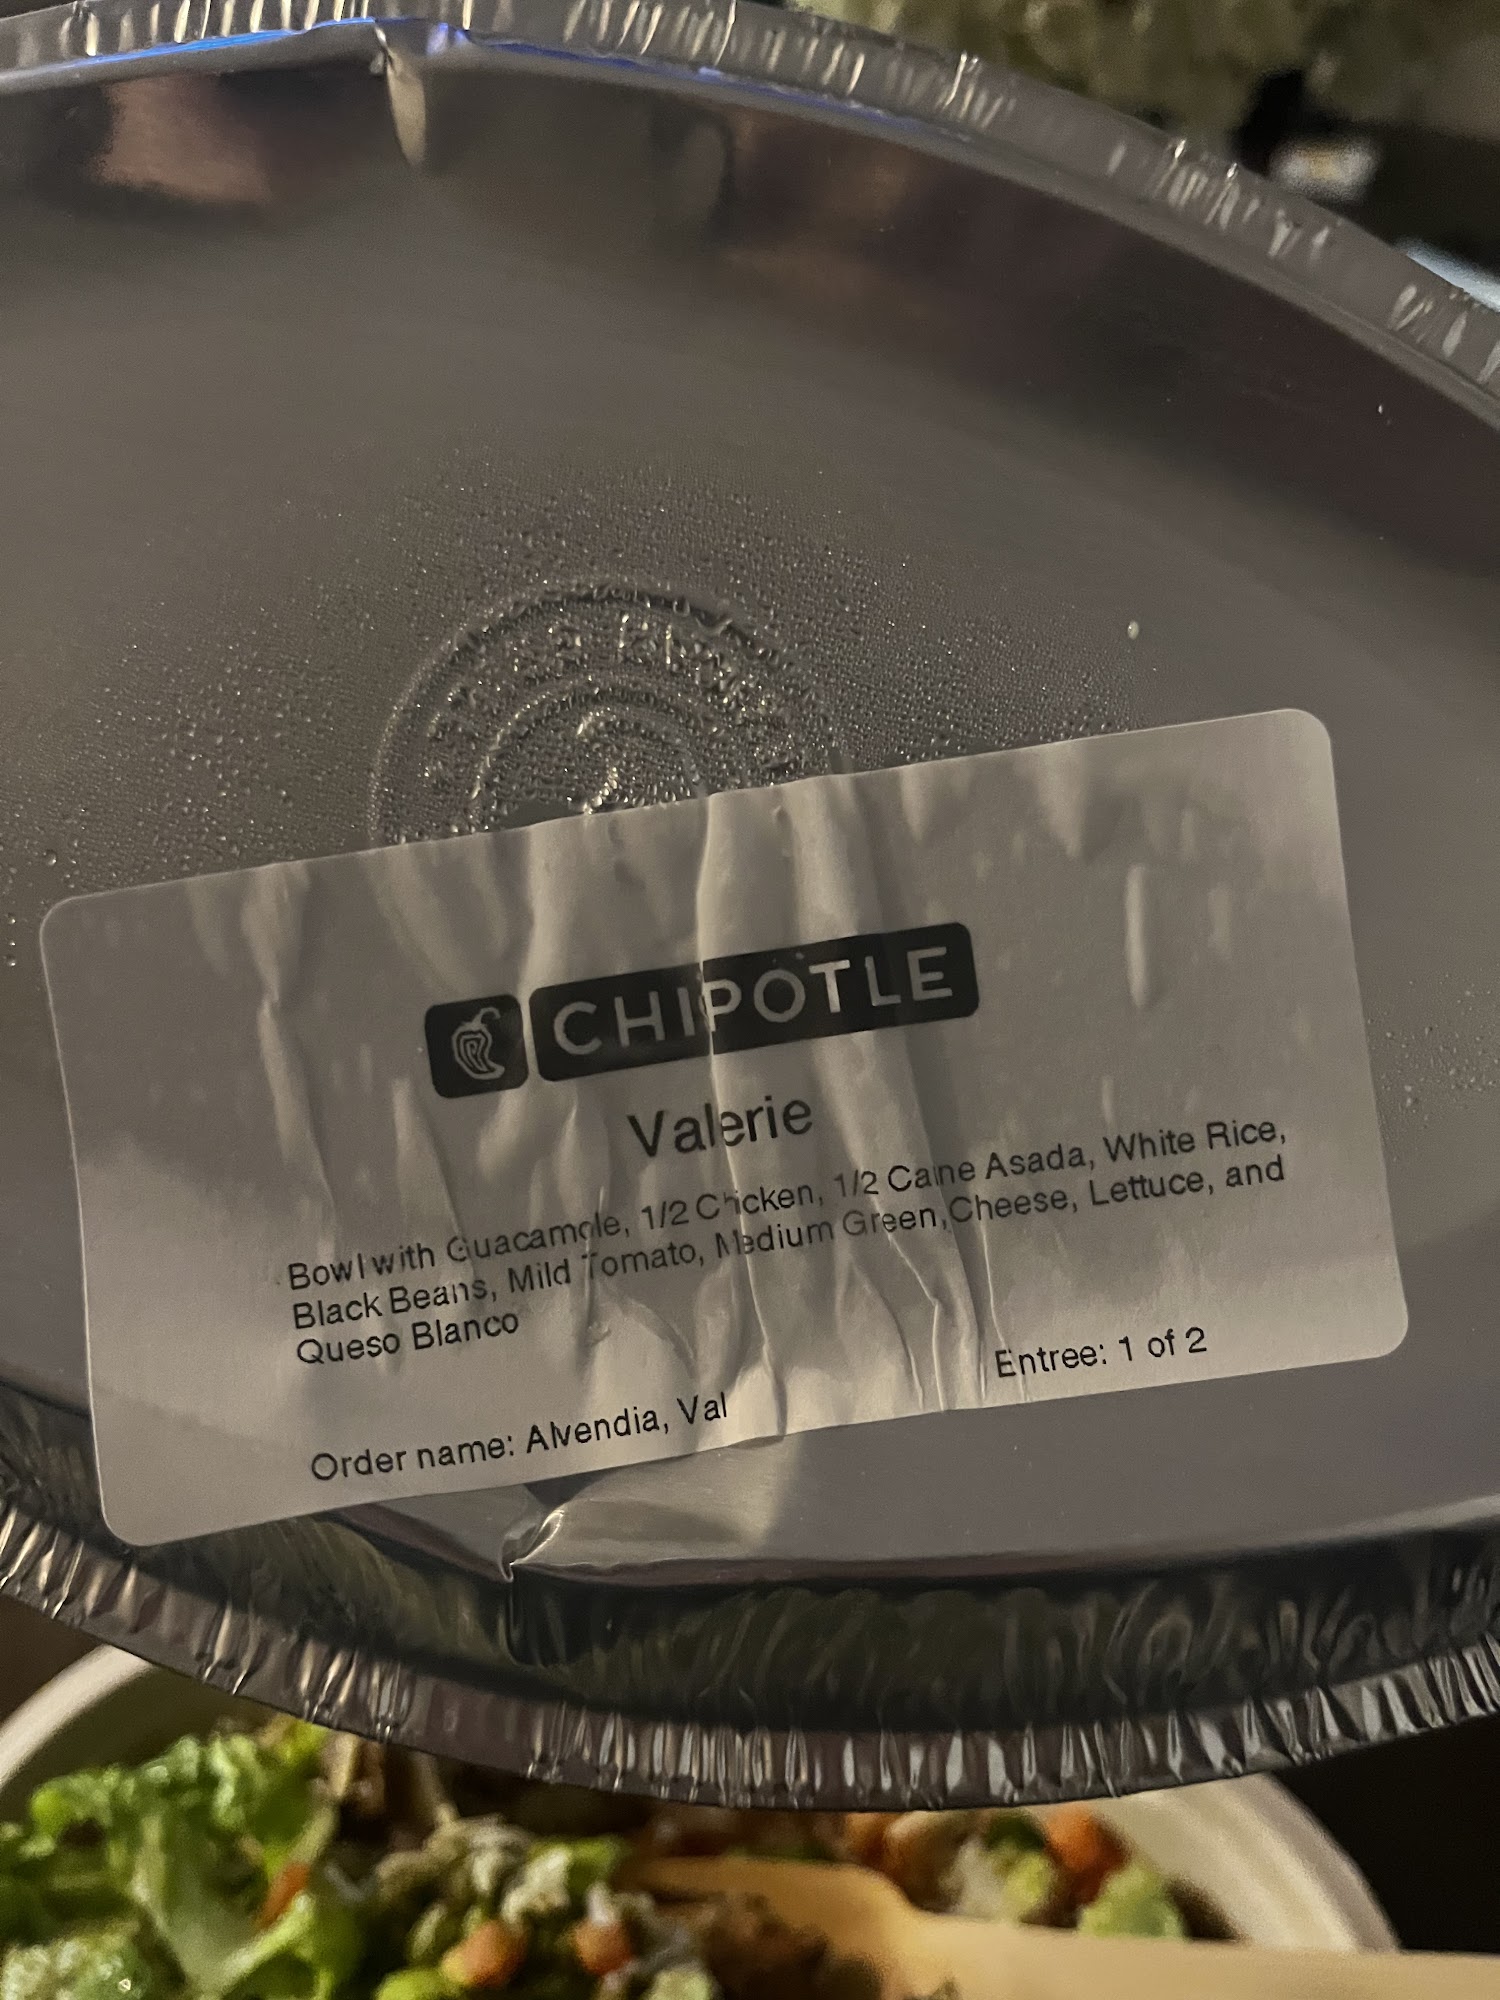 CHIPOTLE
Valerie
Bowl with Guacamole, 1/2 Chicken, 1/2 Carne Asada, White Rice,
Black Beans, Mild Tomato, Medium Green, Cheese, Lettuce, and
Queso Blanco
Entree: 1 of 2
Order name: Alvendia, Val